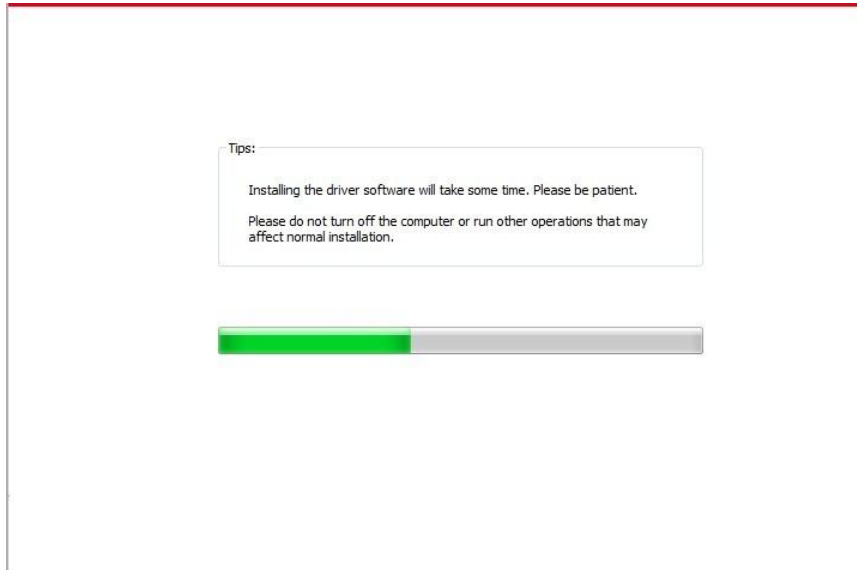 Tips:
Installing the driver software will take some time. Please be patient.
Please do not turn off the computer or run other operations that may
affect normal installation.